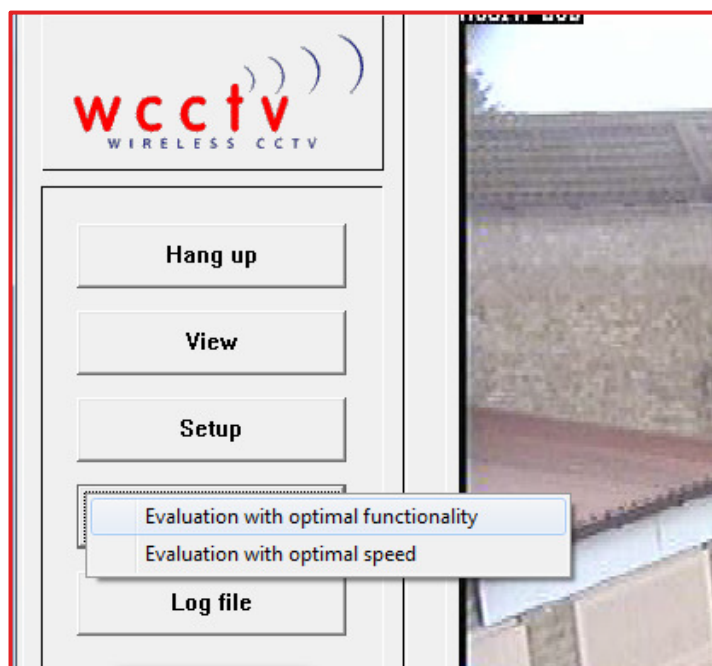 wcctv
WIRELESS CCTV
Hang up
View
Setup
Evaluation with optimal functionality
Evaluation with optimal speed
Log file